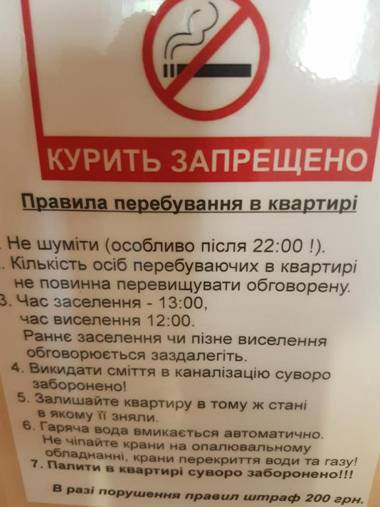 КУРИТЬ ЗАПРЕЩЕНО
Правила перебування в квартирі
. Не шуміти (особливо після 22:00 !).
. Кількість осіб перебуваючих в квартирі
не повинна перевищувати обговорену.
3. Час заселення - 13:00,
час виселення 12:00.
Раннє заселення чи пізне виселення
обговорюється заздалегіть.
4. Викидати сміття в каналізацію суворо
заборонено!
5. Залишайте квартиру в тому ж стані
в якому її зняли.
6. Гаряча вода вмикається автоматично.
Не чіпайте крани на опалювальному
обладнанні, крани перекриття води та газу!
7. Палити в квартирі суворо заборонено!!!
В разі порушення правил штраф 200 грн.